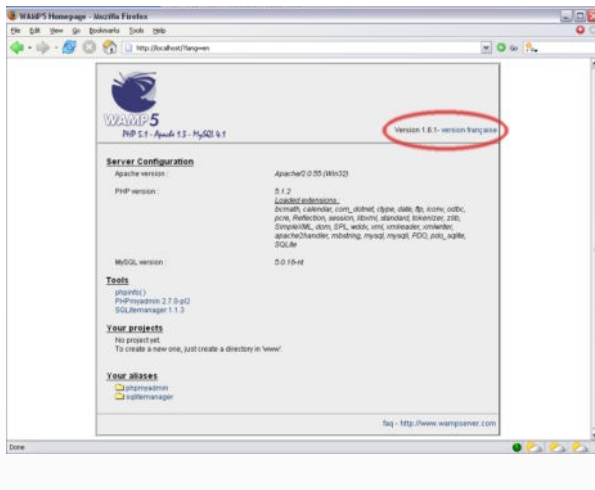 WAMP5 Homepage - Mozilla Firefox
File Edit View Go Bookmarks Tools Help
http://localhost/?lang=en
Go
WAMP5
PHP 5.1 - Apache 1.3 - MySQL 4.1
Version 1.6.1- version française
Server Configuration
Apache version :
Apache/2.0.55 (Win32)
PHP version :
5.1.2
Loaded extensions :
bcmath, calendar, com_dotnet, ctype, date, ftp, iconv, odbc,
pcre, Reflection, session, libxml, standard, tokenizer, zlib,
SimpleXML, dom, SPL, wddx, xml, xmlreader, xmlwriter,
apache2handler, mbstring, mysql, mysqli, PDO, pdo_sqlite,
SQLite
MySQL version :
5.0.18-nt
Tools
phpinfo()
PHPmyadmin 2.7.0-pl2
SQLitemanager 1.1.3
Your projects
No project yet.
To create a new one, just create a directory in 'www'.
Your aliases
phpmyadmin
sqlitemanager
faq - http://www.wampserver.com
Done